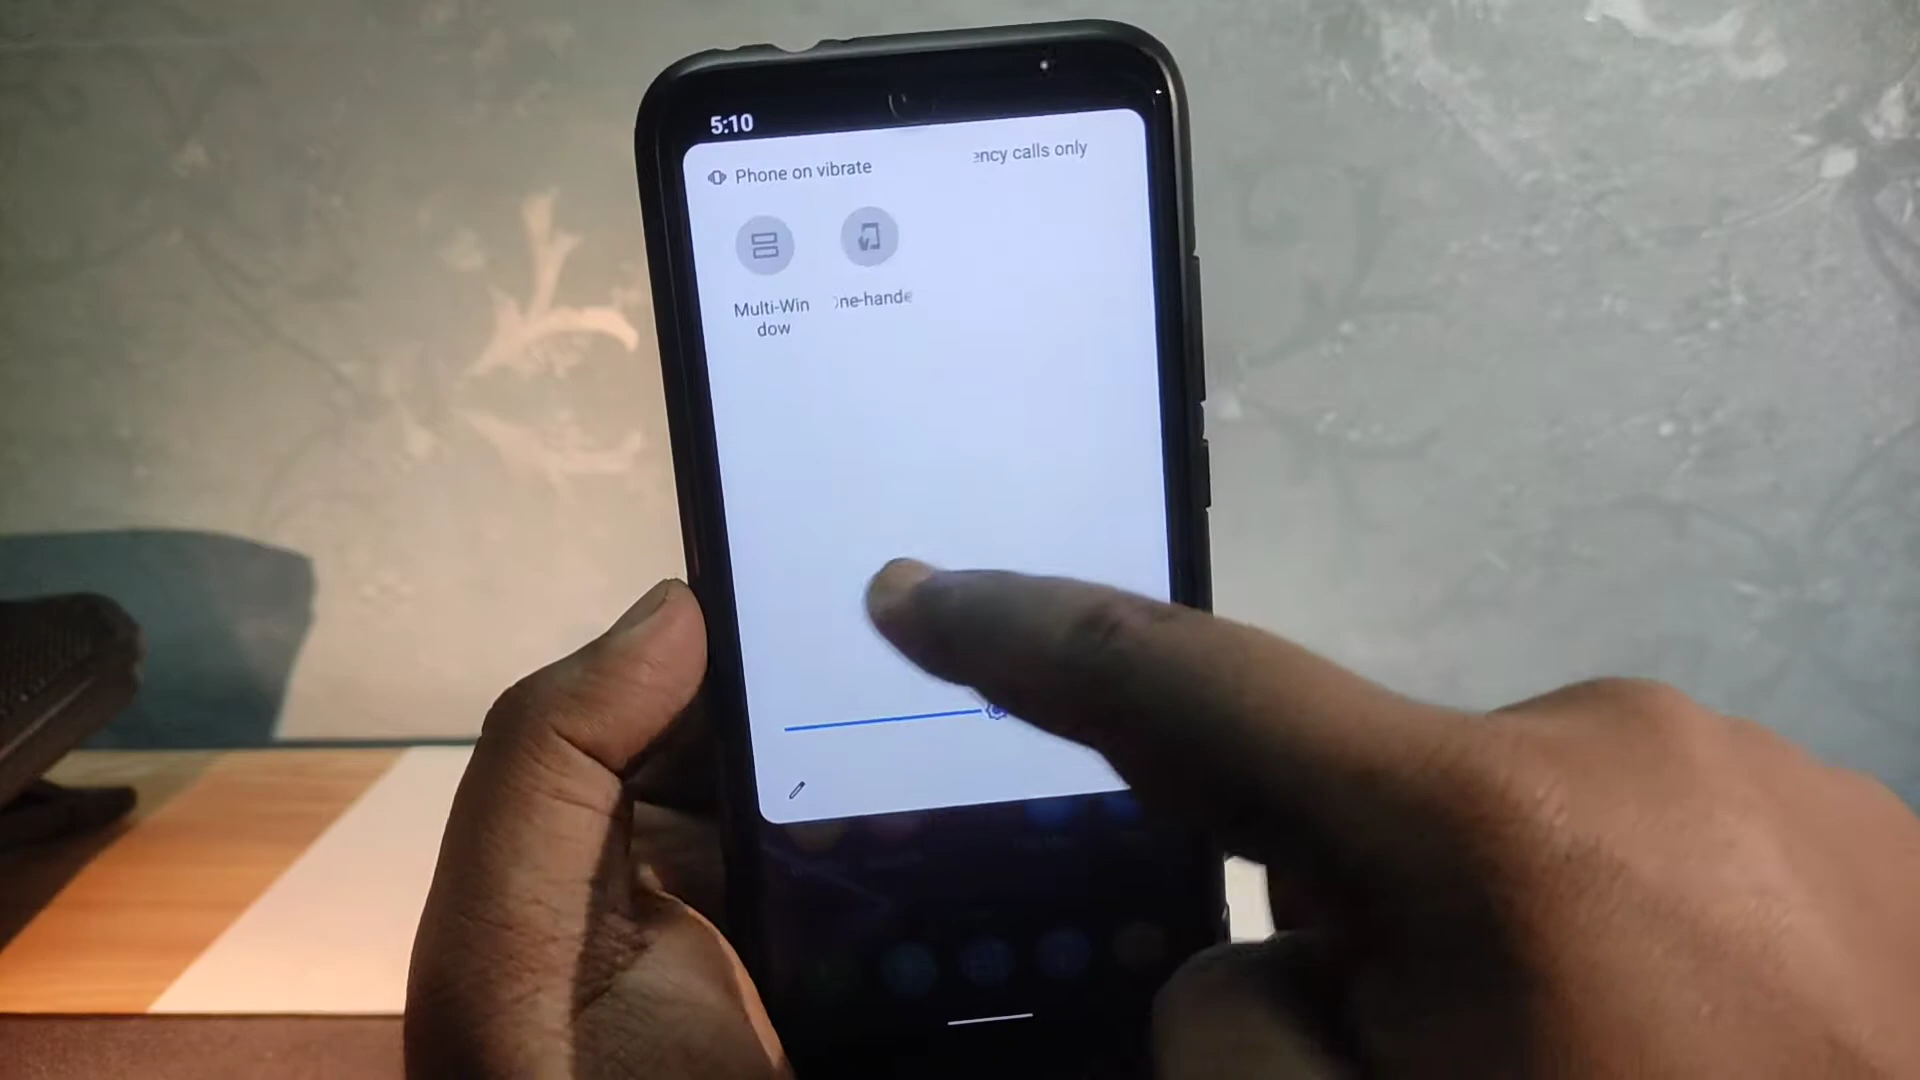 5:10
Phone on vibrate
ency calls only
Multi-Win
dow
ne-hande